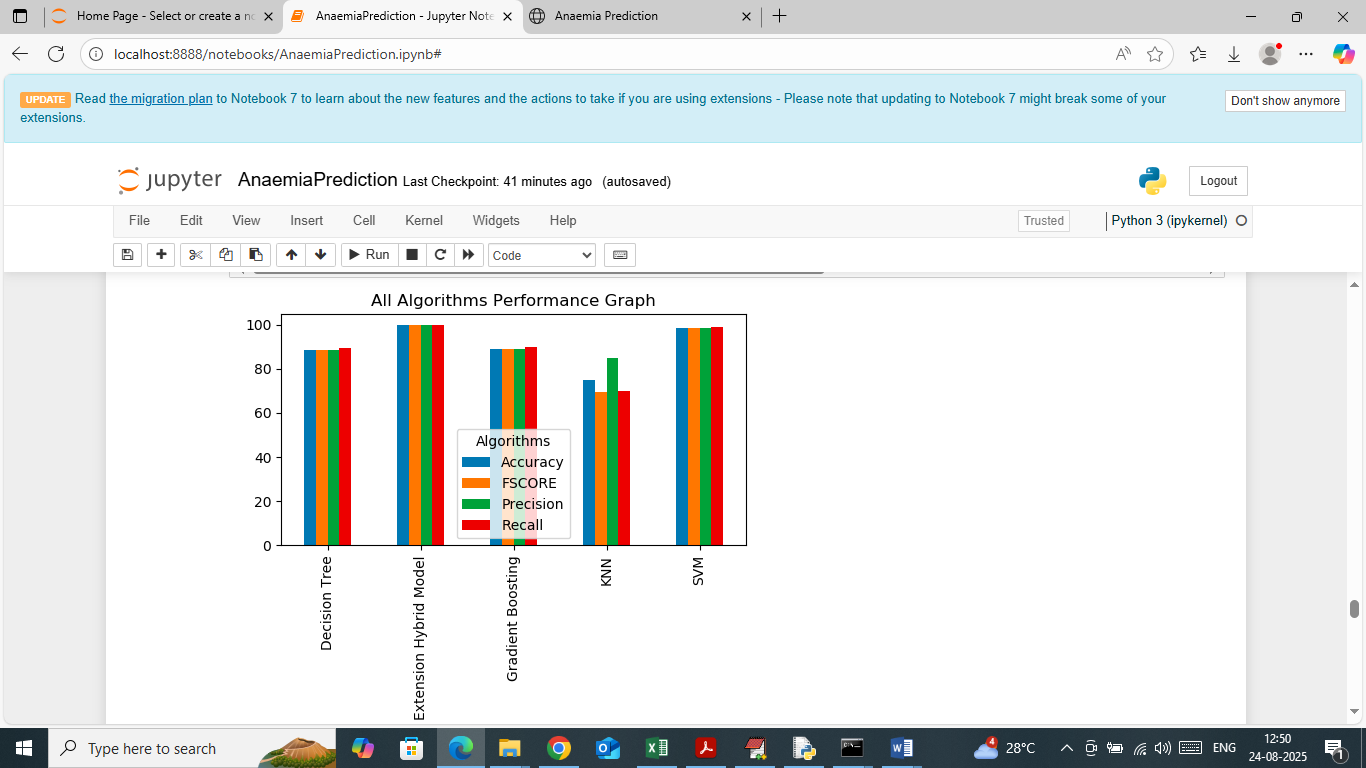 Home Page - Select or create a no
AnaemiaPrediction - Jupyter Note
Anaemia Prediction
localhost:8888/notebooks/AnaemiaPrediction.ipynb#
UPDATE Read the migration plan to Notebook 7 to learn about the new features and the actions to take if you are using extensions - Please note that updating to Notebook 7 might break some of your
extensions.
Don't show anymore
jupyter AnaemiaPrediction Last Checkpoint: 41 minutes ago (autosaved)
Logout
File Edit View Insert Cell Kernel Widgets Help
Trusted
Python 3 (ipykernel)
Run
Code
All Algorithms Performance Graph
100
80
60
40
20
0
Algorithms
Accuracy
FSCORE
Precision
Recall
Decision Tree
Extension Hybrid Model
Gradient Boosting
KNN
SVM
Type here to search
4
28°C
ENG
12:50
24-08-2025
1